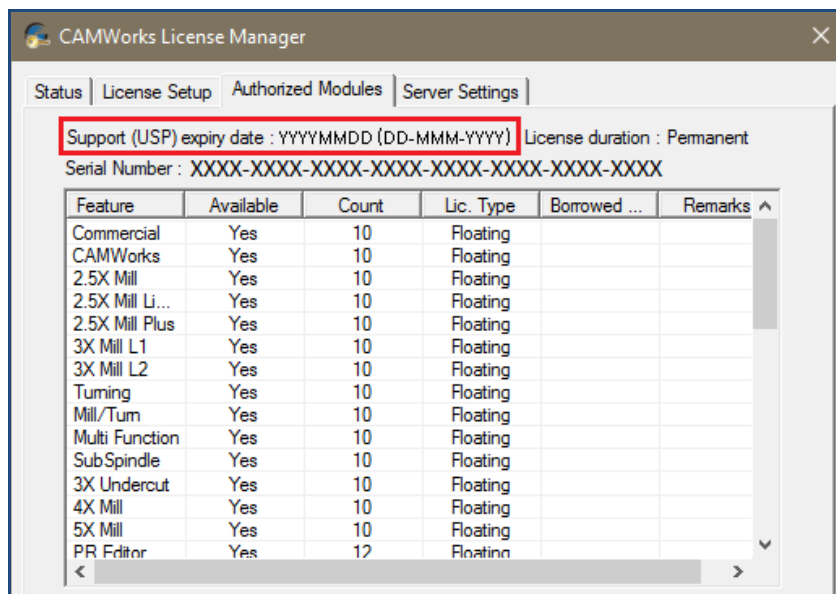 CAMWorks License Manager
Status License Setup Authorized Modules Server Settings
Support (USP) expiry date : YYYYMMDD (DD-MMM-YYYY) License duration : Permanent
Serial Number : XXXX-XXXX-XXXX-XXXX-XXXX-XXXX-XXXX-XXXX
Feature Available Count Lic. Type Borrowed ... Remarks
Commercial Yes 10 Floating
CAMWorks Yes 10 Floating
2.5X Mill Yes 10 Floating
2.5X Mill Li... Yes 10 Floating
2.5X Mill Plus Yes 10 Floating
3X Mill L1 Yes 10 Floating
3X Mill L2 Yes 10 Floating
Turning Yes 10 Floating
Mill/Turn Yes 10 Floating
Multi Function Yes 10 Floating
SubSpindle Yes 10 Floating
3X Undercut Yes 10 Floating
4X Mill Yes 10 Floating
5X Mill Yes 10 Floating
PR Editor Yes 12 Floating